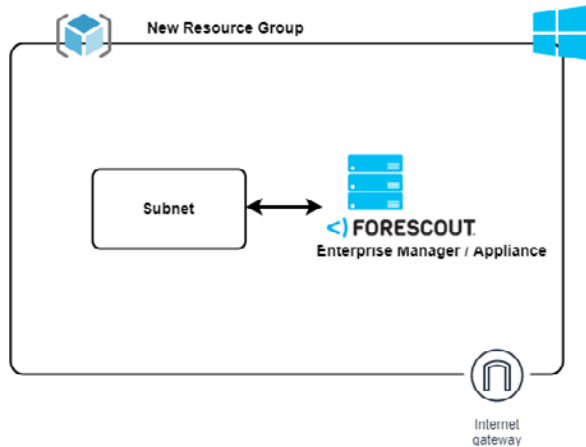 New Resource Group
Subnet
<) FORESCOUT.
Enterprise Manager / Appliance
Internet
gateway